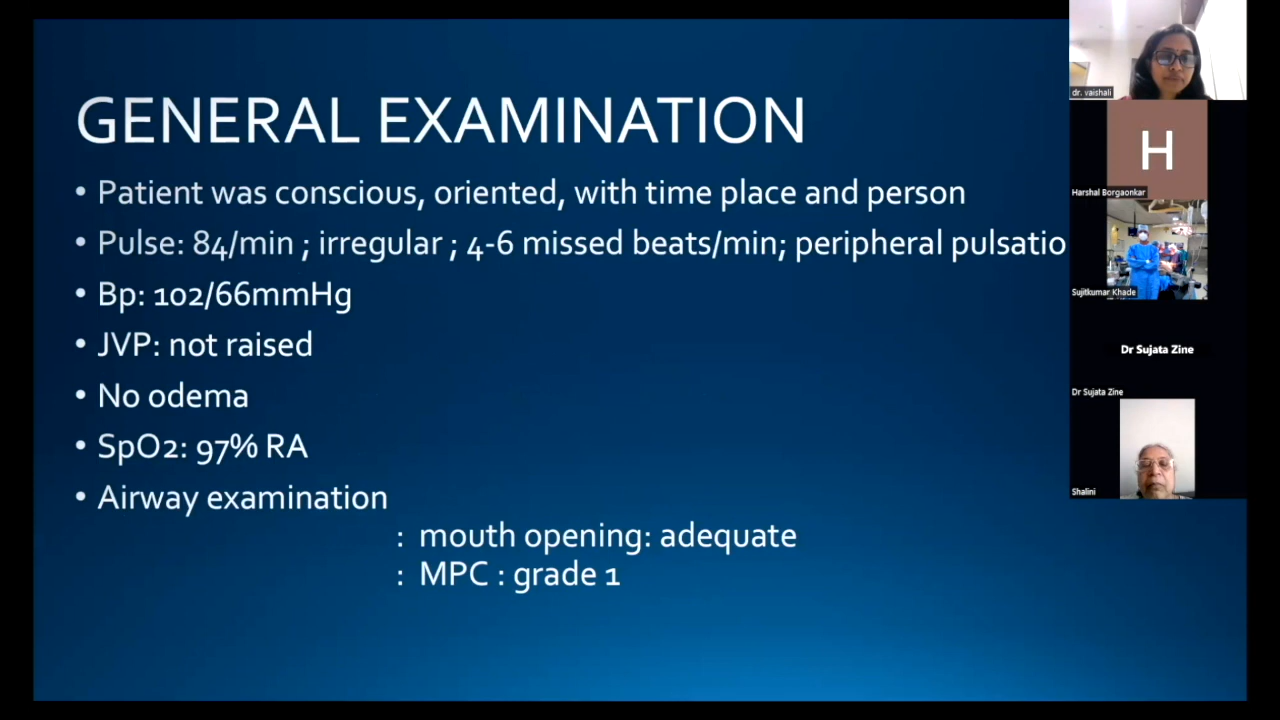 GENERAL EXAMINATION
• Patient was conscious, oriented, with time place and person
• Pulse: 84/min ; irregular ; 4-6 missed beats/min; peripheral pulsatio
• Bp: 102/66mmHg
• JVP: not raised
• No odema
• SpO2: 97% RA
• Airway examination
: mouth opening: adequate
: MPC : grade 1
dr. vaishali
H
Harshal Borgaonkar
Sujitkumar Khade
Dr Sujata Zine
Dr Sujata Zine
Shalini